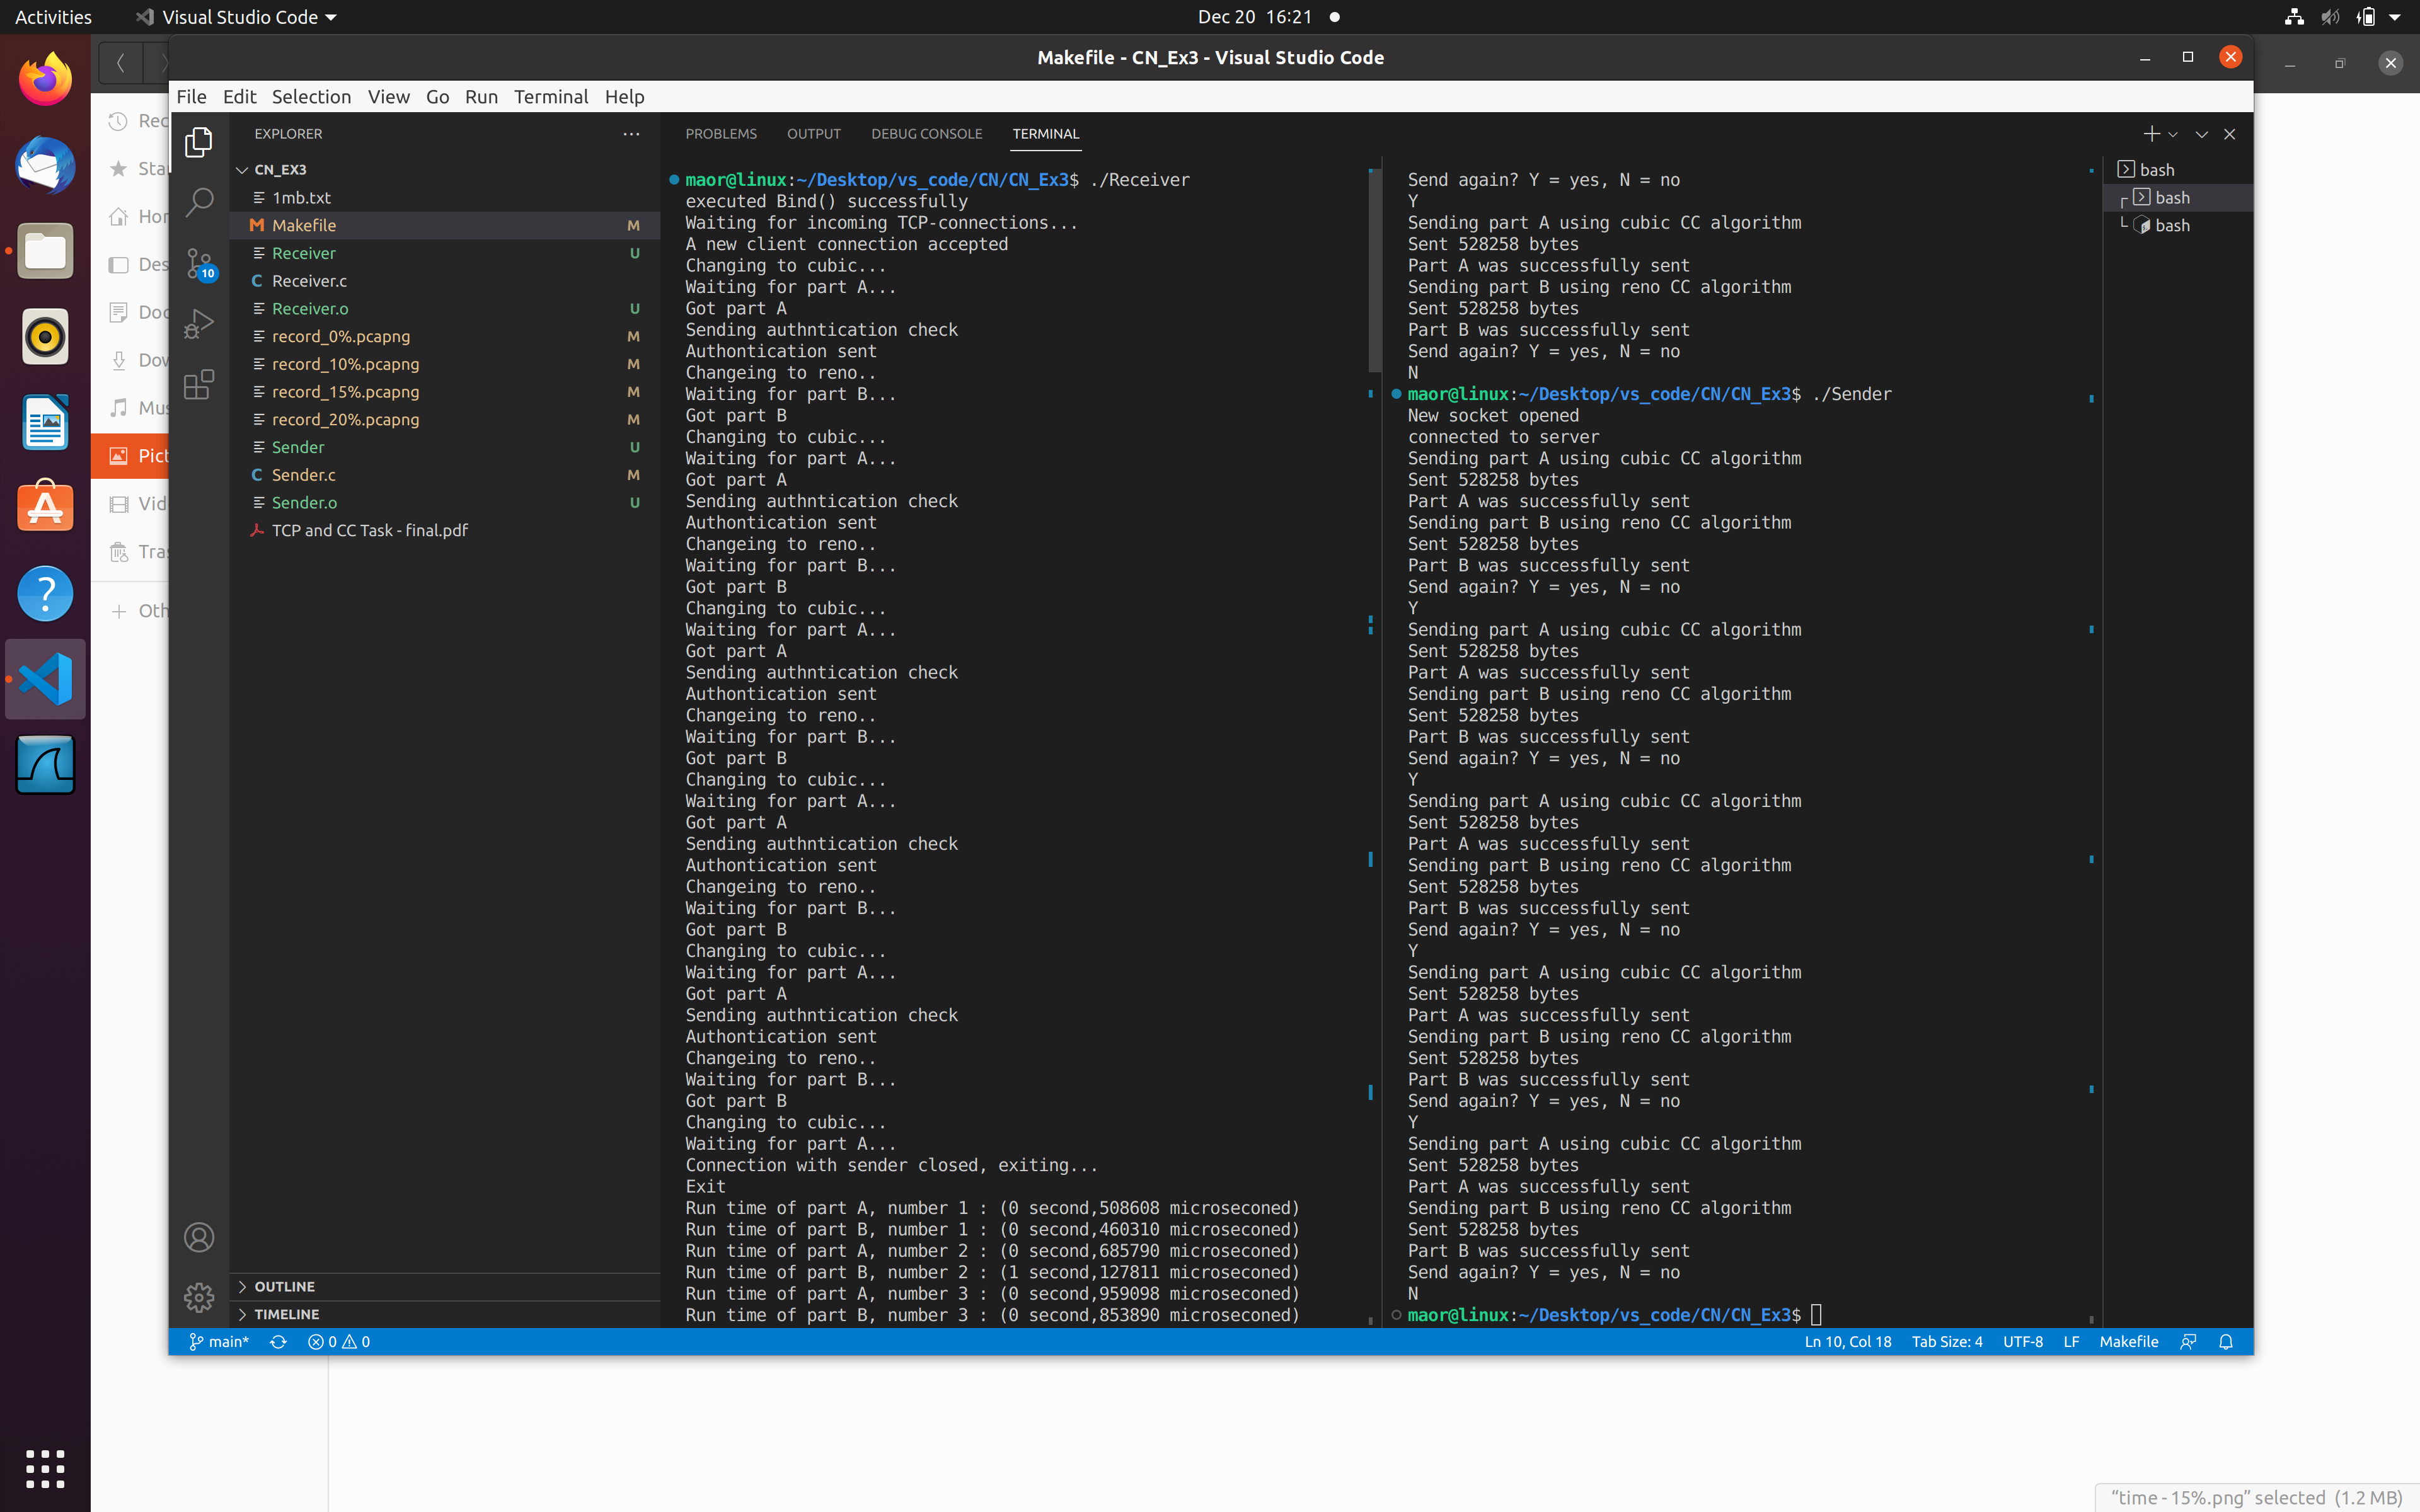 Activities
Visual Studio Code
Dec 20 16:21
Makefile - CN_Ex3 - Visual Studio Code
File Edit Selection View Go Run Terminal Help
Rec
Sta
Hor
Des
Doc
Dov
Mus
Pict
Vid
Tras
Oth
EXPLORER
CN_EX3
1mb.txt
Makefile M
Receiver U
Receiver.c
Receiver.o U
record_0%.pcapng M
record_10%.pcapng M
record_15%.pcapng M
record_20%.pcapng M
Sender U
Sender.c M
Sender.o U
TCP and CC Task - final.pdf
OUTLINE
TIMELINE
10
PROBLEMS OUTPUT DEBUG CONSOLE TERMINAL
maor@linux:~/Desktop/vs_code/CN/CN_Ex3$ ./Receiver
executed Bind() successfully
Waiting for incoming TCP-connections...
A new client connection accepted
Changing to cubic...
Waiting for part A...
Got part A
Sending authntication check
Authontication sent
Changeing to reno..
Waiting for part B...
Got part B
Changing to cubic...
Waiting for part A...
Got part A
Sending authntication check
Authontication sent
Changeing to reno..
Waiting for part B...
Got part B
Changing to cubic...
Waiting for part A...
Got part A
Sending authntication check
Authontication sent
Changeing to reno..
Waiting for part B...
Got part B
Changing to cubic...
Waiting for part A...
Got part A
Sending authntication check
Authontication sent
Changeing to reno..
Waiting for part B...
Got part B
Changing to cubic...
Waiting for part A...
Got part A
Sending authntication check
Authontication sent
Changeing to reno..
Waiting for part B...
Got part B
Changing to cubic...
Waiting for part A...
Connection with sender closed, exiting...
Exit
Run time of part A, number 1 : (0 second,508608 microseconed)
Run time of part B, number 1 : (0 second,460310 microseconed)
Run time of part A, number 2 : (0 second,685790 microseconed)
Run time of part B, number 2 : (1 second,127811 microseconed)
Run time of part A, number 3 : (0 second,959098 microseconed)
Run time of part B, number 3 : (0 second,853890 microseconed)
Send again? Y = yes, N = no
Y
Sending part A using cubic CC algorithm
Sent 528258 bytes
Part A was successfully sent
Sending part B using reno CC algorithm
Sent 528258 bytes
Part B was successfully sent
Send again? Y = yes, N = no
N
maor@linux:~/Desktop/vs_code/CN/CN_Ex3$ ./Sender
New socket opened
connected to server
Sending part A using cubic CC algorithm
Sent 528258 bytes
Part A was successfully sent
Sending part B using reno CC algorithm
Sent 528258 bytes
Part B was successfully sent
Send again? Y = yes, N = no
Y
Sending part A using cubic CC algorithm
Sent 528258 bytes
Part A was successfully sent
Sending part B using reno CC algorithm
Sent 528258 bytes
Part B was successfully sent
Send again? Y = yes, N = no
Y
Sending part A using cubic CC algorithm
Sent 528258 bytes
Part A was successfully sent
Sending part B using reno CC algorithm
Sent 528258 bytes
Part B was successfully sent
Send again? Y = yes, N = no
Y
Sending part A using cubic CC algorithm
Sent 528258 bytes
Part A was successfully sent
Sending part B using reno CC algorithm
Sent 528258 bytes
Part B was successfully sent
Send again? Y = yes, N = no
Y
Sending part A using cubic CC algorithm
Sent 528258 bytes
Part A was successfully sent
Sending part B using reno CC algorithm
Sent 528258 bytes
Part B was successfully sent
Send again? Y = yes, N = no
N
maor@linux:~/Desktop/vs_code/CN/CN_Ex3$
bash
bash
bash
main* 0 0
Ln 10, Col 18 Tab Size: 4 UTF-8 LF Makefile
"time - 15%.png" selected (1.2 MB)